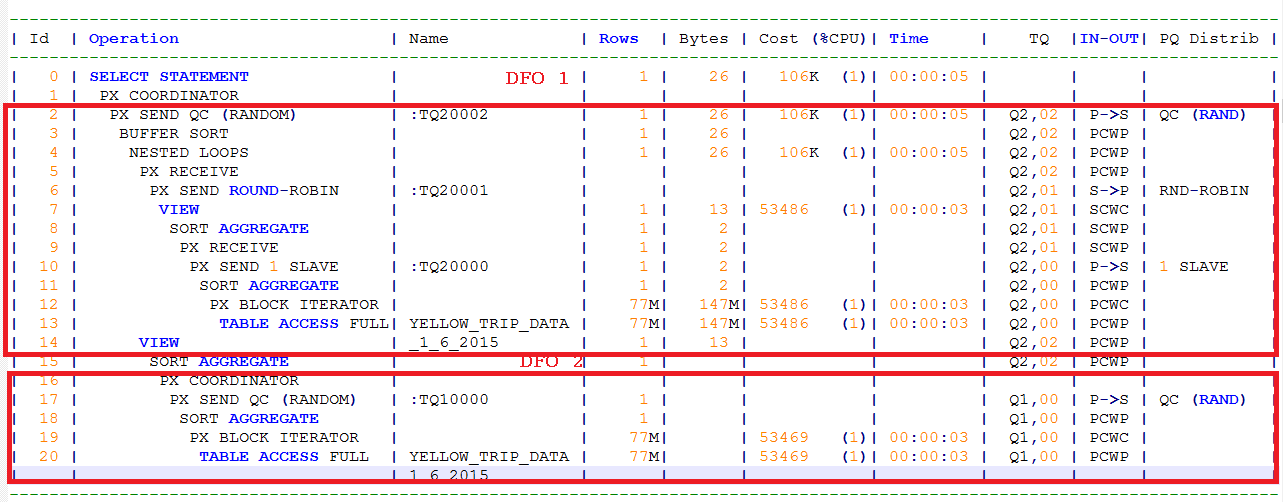 --------------------------------------------------------------------------------
| Id | Operation | Name | Rows | Bytes | Cost (%CPU)| Time | TQ |IN-OUT| PQ Distrib |
--------------------------------------------------------------------------------
| 0 | SELECT STATEMENT | DFO 1 | 1 | 26 | 106K (1)| 00:00:05 | | | |
| 1 | PX COORDINATOR | | | | | | | | |
| 2 | PX SEND QC (RANDOM) | :TQ20002 | 1 | 26 | 106K (1)| 00:00:05 | Q2,02 | P->S | QC (RAND) |
| 3 | BUFFER SORT | | 1 | 26 | | | Q2,02 | PCWP | |
| 4 | NESTED LOOPS | | 1 | 26 | 106K (1)| 00:00:05 | Q2,02 | PCWP | |
| 5 | PX RECEIVE | | | | | | Q2,02 | PCWP | |
| 6 | PX SEND ROUND-ROBIN | :TQ20001 | | | | | Q2,01 | S->P | RND-ROBIN |
| 7 | VIEW | | 1 | 13 | 53486 (1)| 00:00:03 | Q2,01 | SCWC | |
| 8 | SORT AGGREGATE | | 1 | 2 | | | Q2,01 | SCWP | |
| 9 | PX RECEIVE | | 1 | 2 | | | Q2,01 | SCWP | |
| 10 | PX SEND 1 SLAVE | :TQ20000 | 1 | 2 | | | Q2,00 | P->S | 1 SLAVE |
| 11 | SORT AGGREGATE | | 1 | 2 | | | Q2,00 | PCWP | |
| 12 | PX BLOCK ITERATOR | | 77M| 147M| 53486 (1)| 00:00:03 | Q2,00 | PCWC | |
| 13 | TABLE ACCESS FULL| YELLOW_TRIP_DATA | 77M| 147M| 53486 (1)| 00:00:03 | Q2,00 | PCWP | |
| 14 | VIEW | _1_6_2015 | 1 | 13 | | | Q2,02 | PCWP | |
| 15 | SORT AGGREGATE | DFO 2 | 1 | | | | Q2,02 | PCWP | |
| 16 | PX COORDINATOR | | | | | | | | |
| 17 | PX SEND QC (RANDOM) | :TQ10000 | 1 | | | | Q1,00 | P->S | QC (RAND) |
| 18 | SORT AGGREGATE | | 1 | | | | Q1,00 | PCWP | |
| 19 | PX BLOCK ITERATOR | | 77M| | 53469 (1)| 00:00:03 | Q1,00 | PCWC | |
| 20 | TABLE ACCESS FULL | YELLOW_TRIP_DATA | 77M| | 53469 (1)| 00:00:03 | Q1,00 | PCWP | |
| | | _1_6_2015 | | | | | | | |
--------------------------------------------------------------------------------